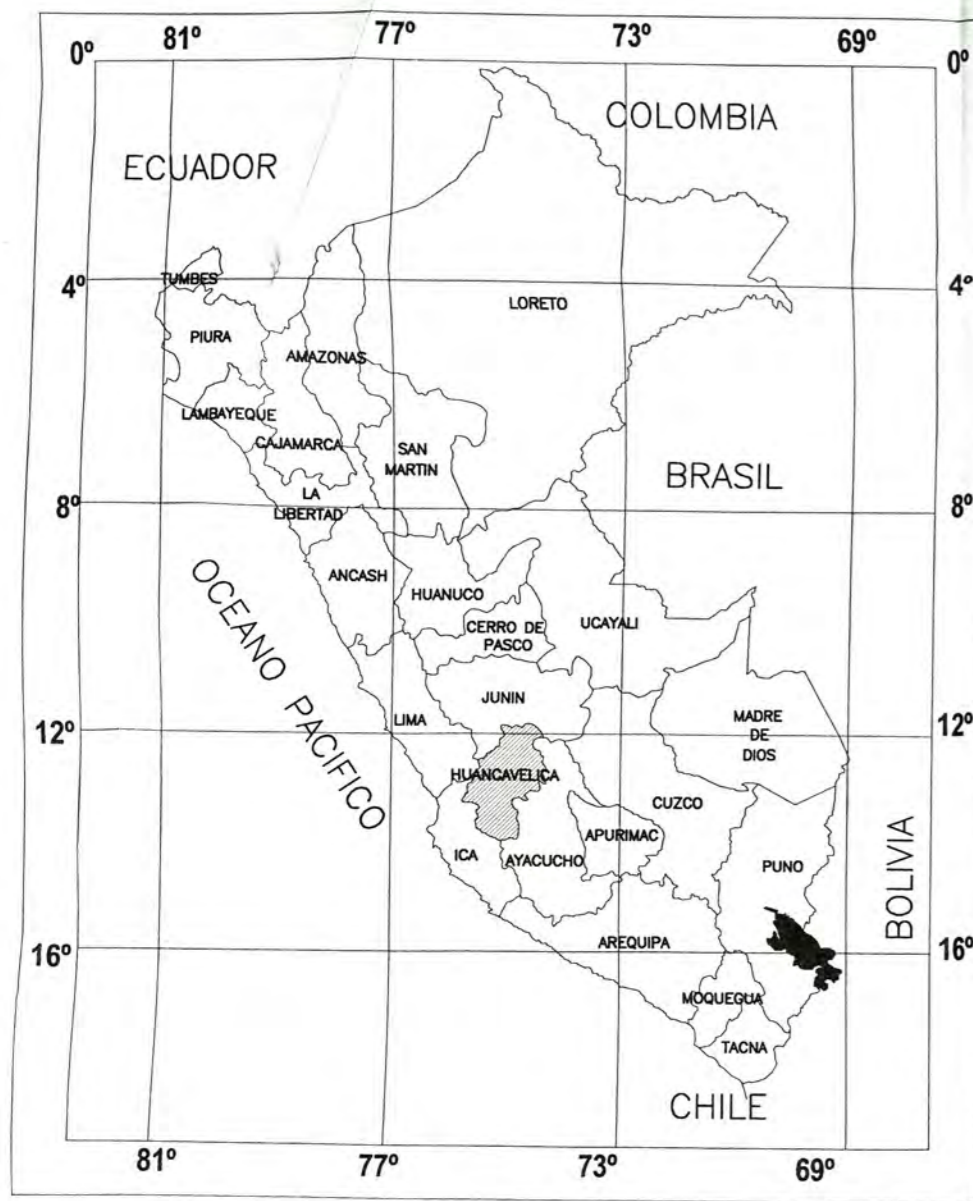 81º 77º 73º 69º
0º 0º
COLOMBIA
ECUADOR
TUMBES
4º 4º
LORETO
PIURA
AMAZONAS
LAMBAYEQUE
CAJAMARCA
SAN
MARTIN
BRASIL
LA
LIBERTAD
8º 8º
OCEANO PACIFICO
ANCASH
HUANUCO
CERRO DE
PASCO
UCAYALI
JUNIN
LIMA
MADRE
DE
DIOS
12º 12º
HUANCAVELICA
CUZCO
APURIMAC
ICA
AYACUCHO
PUNO
BOLIVIA
AREQUIPA
16º 16º
MOQUEGUA
TACNA
CHILE
81º 77º 73º 69º